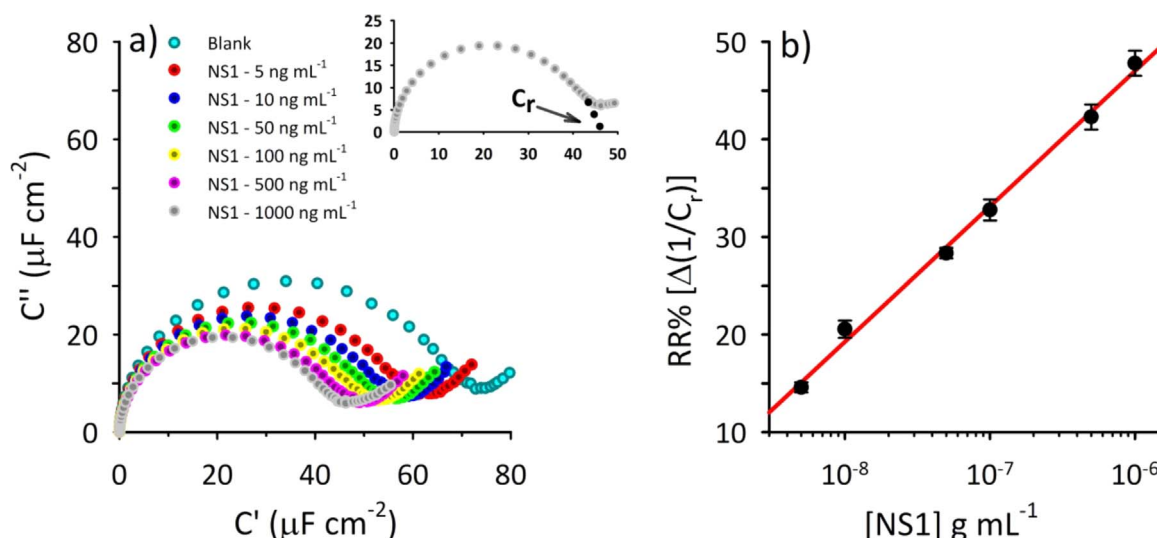 a)
Blank
NS1 - 5 ng mL⁻¹
NS1 - 10 ng mL⁻¹
NS1 - 50 ng mL⁻¹
NS1 - 100 ng mL⁻¹
NS1 - 500 ng mL⁻¹
NS1 - 1000 ng mL⁻¹
80
60
40
20
0
C'' (µF cm⁻²)
0 20 40 60 80
C' (µF cm⁻²)
25
20
15
10
5
0
Cᵣ
0 10 20 30 40 50
b)
50
40
30
20
10
RR% [Δ(1/Cᵣ)]
10⁻⁸ 10⁻⁷ 10⁻⁶
[NS1] g mL⁻¹